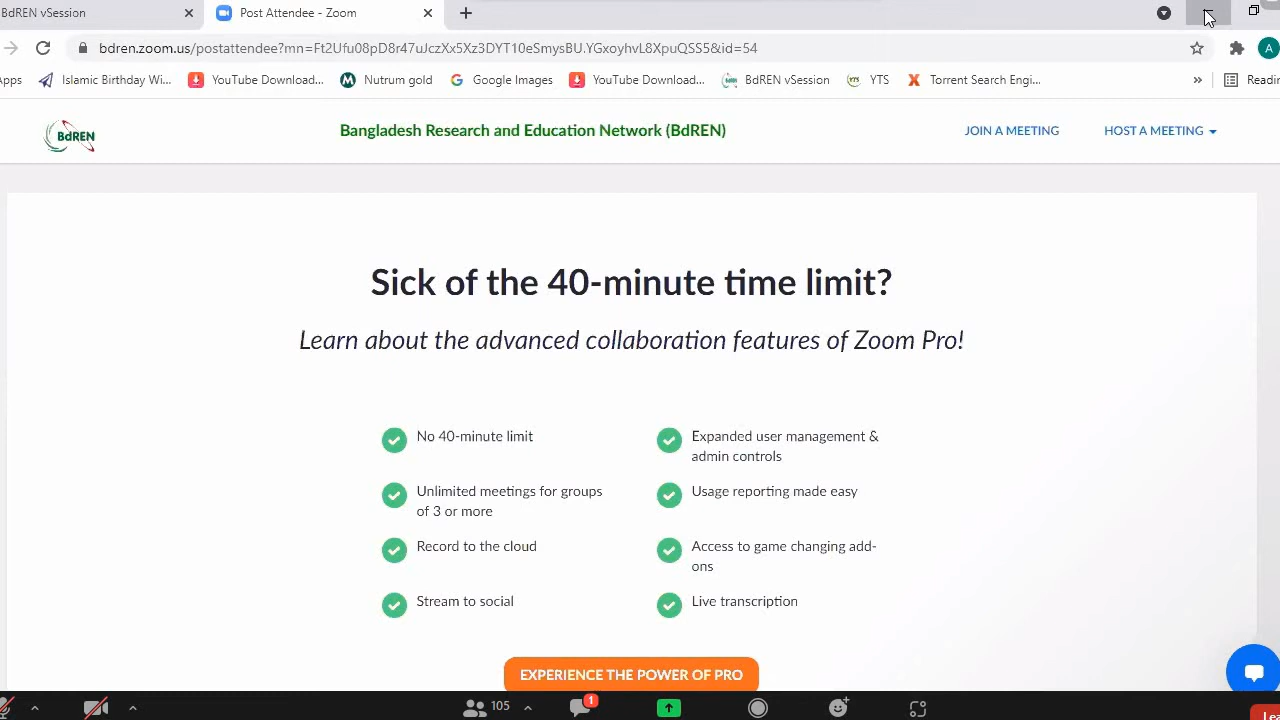 BdREN vSession
Post Attendee - Zoom
bdren.zoom.us/postattendee?mn=Ft2Ufu08pD8r47uJczXx5Xz3DYT10eSmysBU.YGxoyhvL8XpuQSSS&id=54
Apps
Islamic Birthday Wi...
YouTube Download...
Nutrum gold
Google Images
YouTube Download...
BdREN vSession
YTS
Torrent Search Engi...
»
A
BdREN
Bangladesh Research and Education Network (BdREN)
JOIN A MEETING
HOST A MEETING
Sick of the 40-minute time limit?
Learn about the advanced collaboration features of Zoom Pro!
No 40-minute limit
Unlimited meetings for groups
of 3 or more
Record to the cloud
Stream to social
Expanded user management &
admin controls
Usage reporting made easy
Access to game changing add-
ons
Live transcription
EXPERIENCE THE POWER OF PRO
105
1